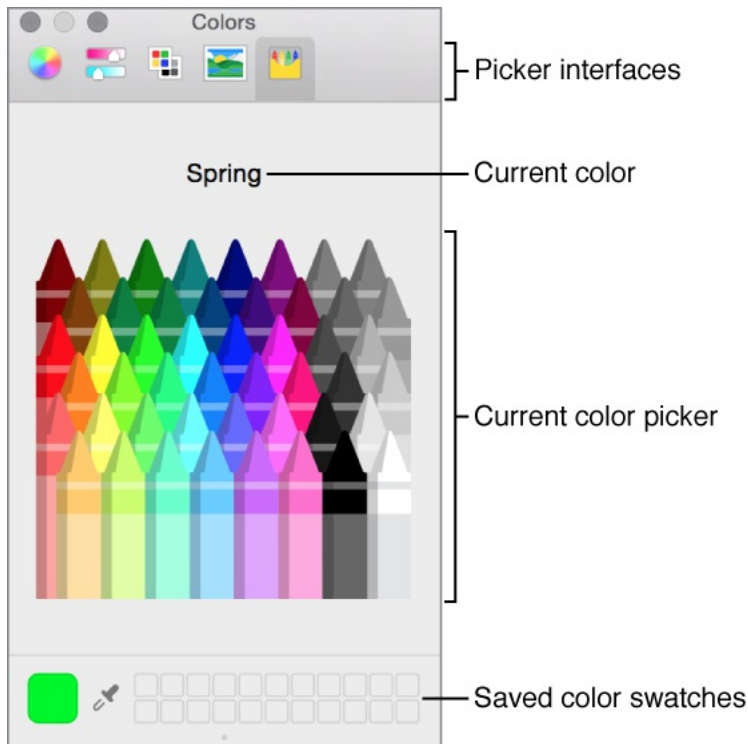 Colors
Picker interfaces
Spring
Current color
Current color picker
Saved color swatches